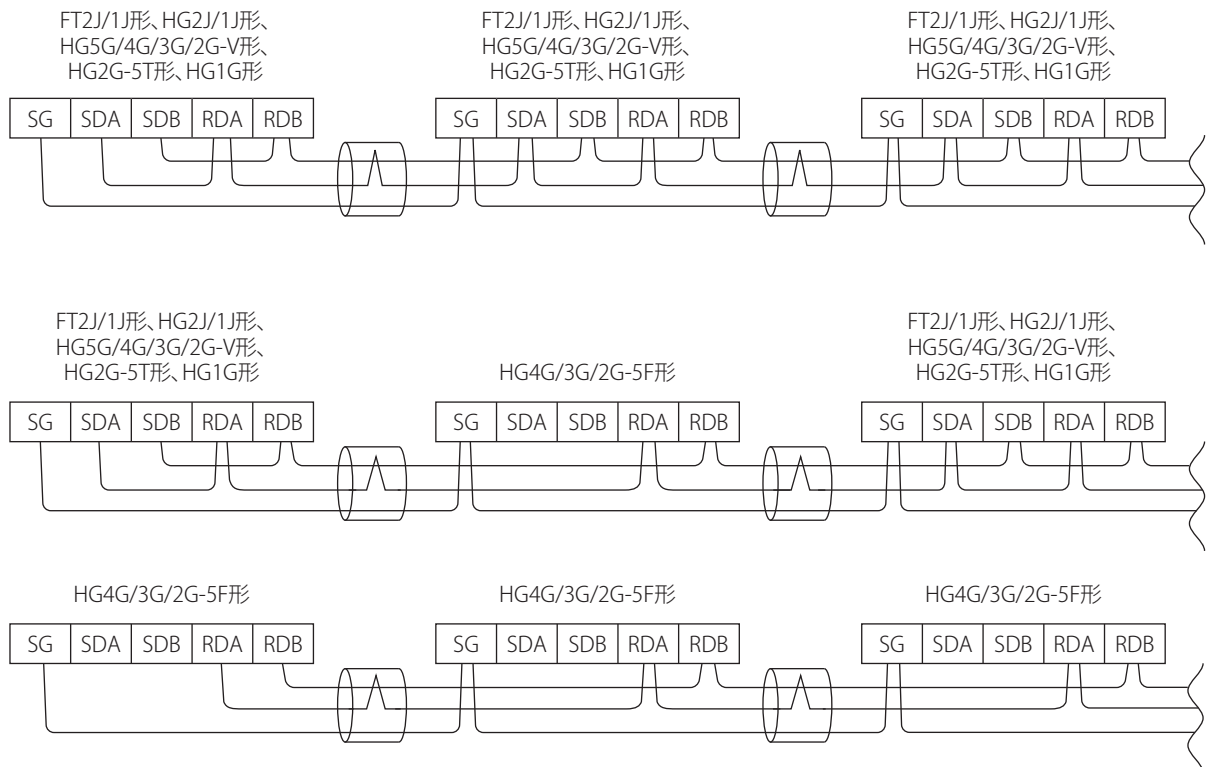 FT2J/1J形、HG2J/1J形、
HG5G/4G/3G/2G-V形、
HG2G-5T形、HG1G形
SG SDA SDB RDA RDB
FT2J/1J形、HG2J/1J形、
HG5G/4G/3G/2G-V形、
HG2G-5T形、HG1G形
SG SDA SDB RDA RDB
FT2J/1J形、HG2J/1J形、
HG5G/4G/3G/2G-V形、
HG2G-5T形、HG1G形
SG SDA SDB RDA RDB
FT2J/1J形、HG2J/1J形、
HG5G/4G/3G/2G-V形、
HG2G-5T形、HG1G形
SG SDA SDB RDA RDB
HG4G/3G/2G-5F形
SG SDA SDB RDA RDB
FT2J/1J形、HG2J/1J形、
HG5G/4G/3G/2G-V形、
HG2G-5T形、HG1G形
SG SDA SDB RDA RDB
HG4G/3G/2G-5F形
SG SDA SDB RDA RDB
HG4G/3G/2G-5F形
SG SDA SDB RDA RDB
HG4G/3G/2G-5F形
SG SDA SDB RDA RDB